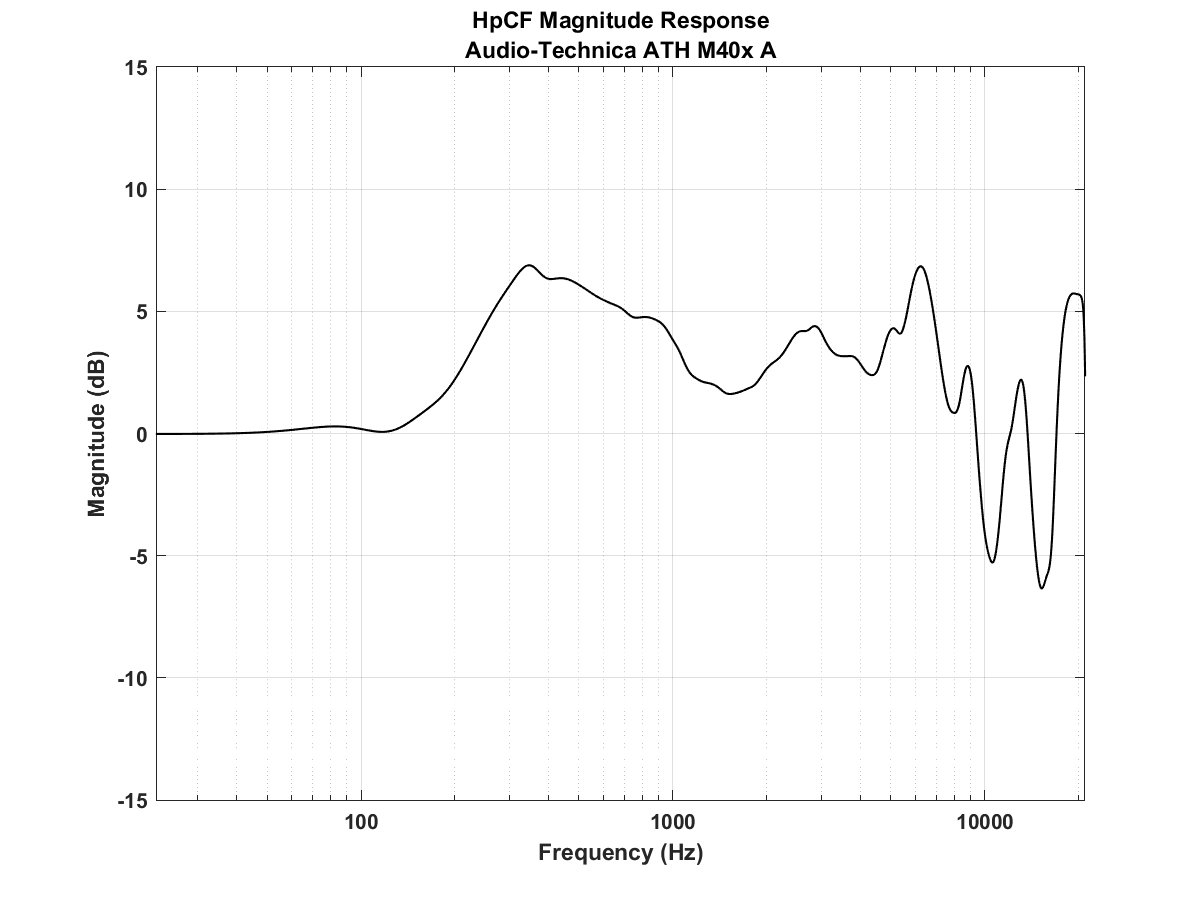 HpCF Magnitude Response
Audio-Technica ATH M40x A
15
10
5
0
-5
-10
-15
Magnitude (dB)
100
1000
10000
Frequency (Hz)